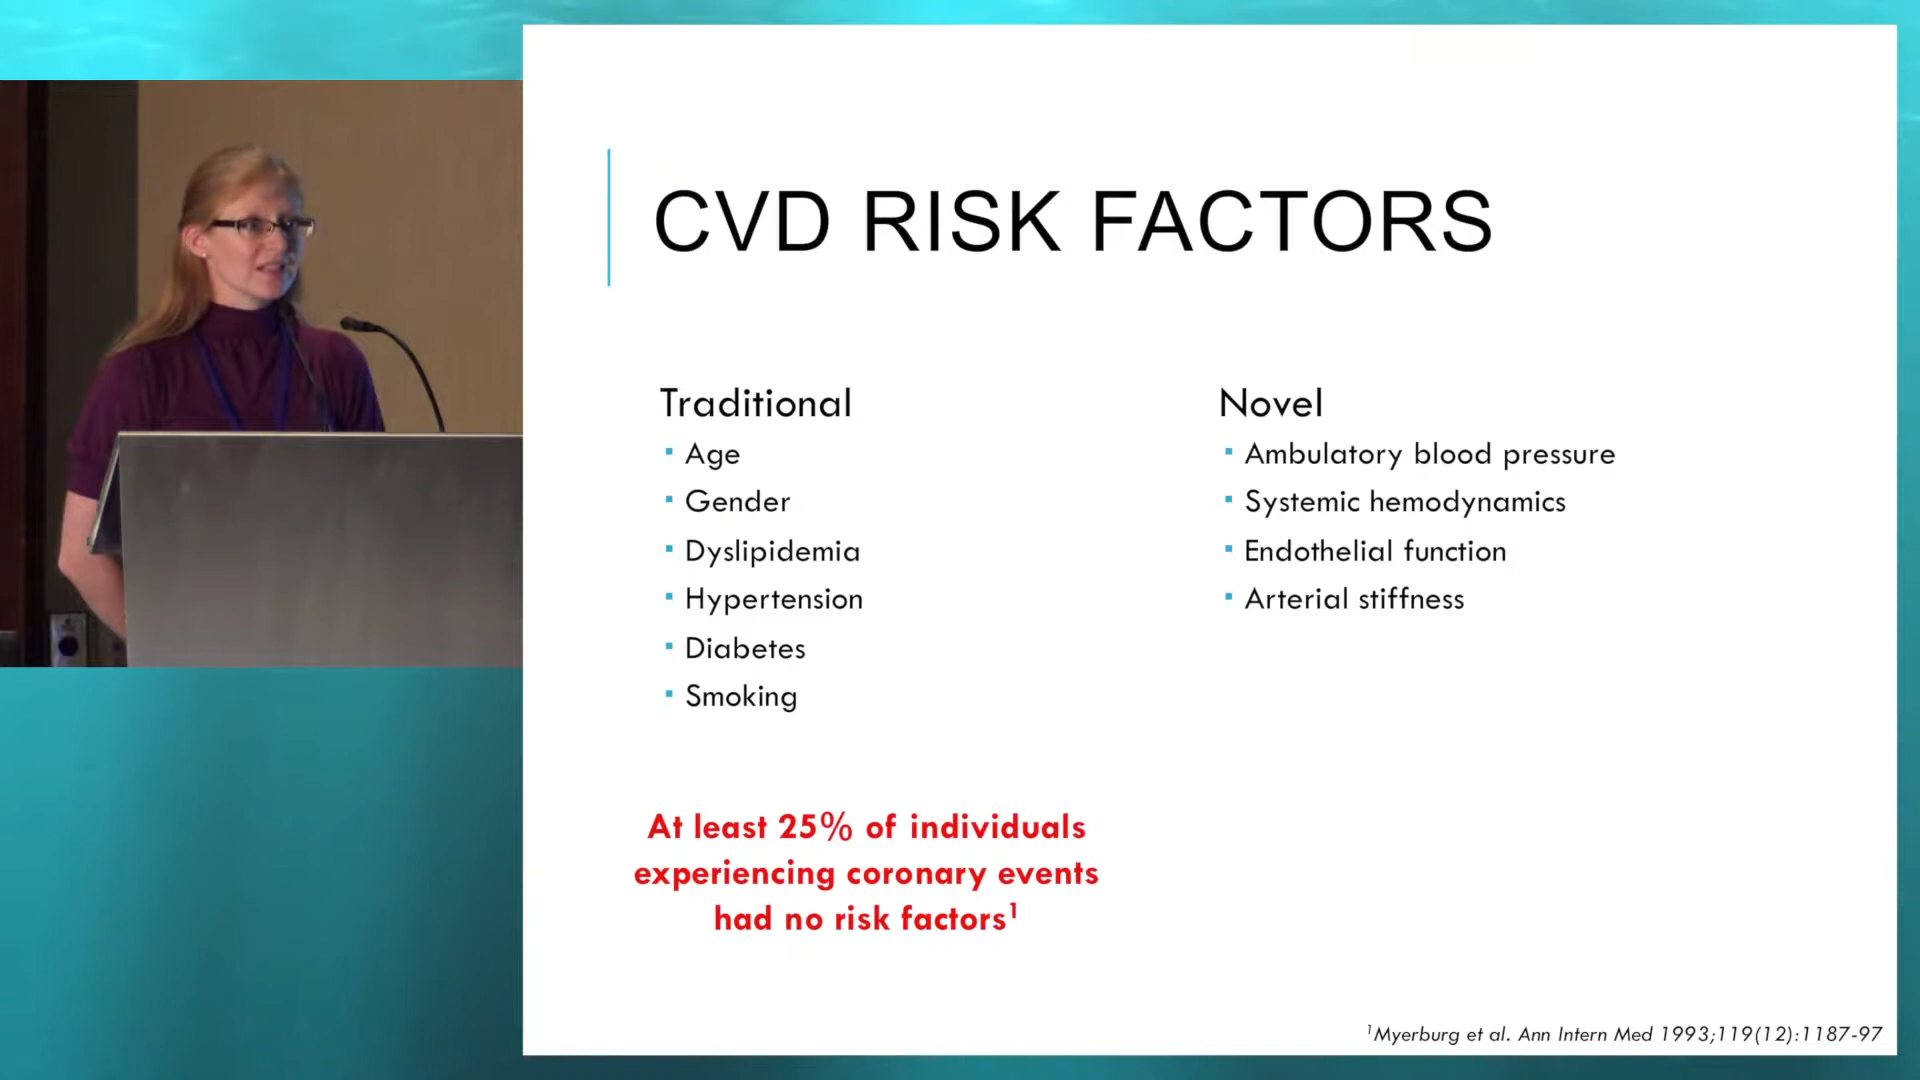 CVD RISK FACTORS
Traditional
Age
Gender
Dyslipidemia
Hypertension
Diabetes
Smoking
At least 25% of individuals
experiencing coronary events
had no risk factors¹
Novel
Ambulatory blood pressure
Systemic hemodynamics
Endothelial function
Arterial stiffness
¹Myerburg et al. Ann Intern Med 1993;119(12):1187-97